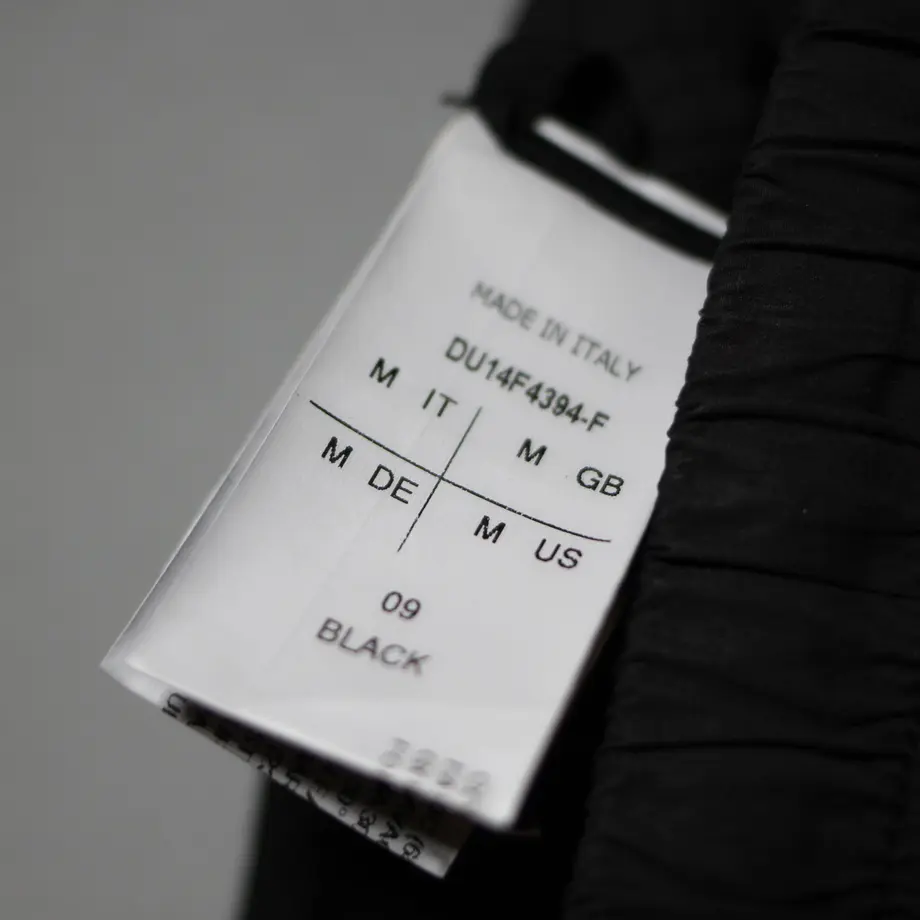 MADE IN ITALY
DU14F4394-F
M IT
M GB
M DE
M US
09
BLACK